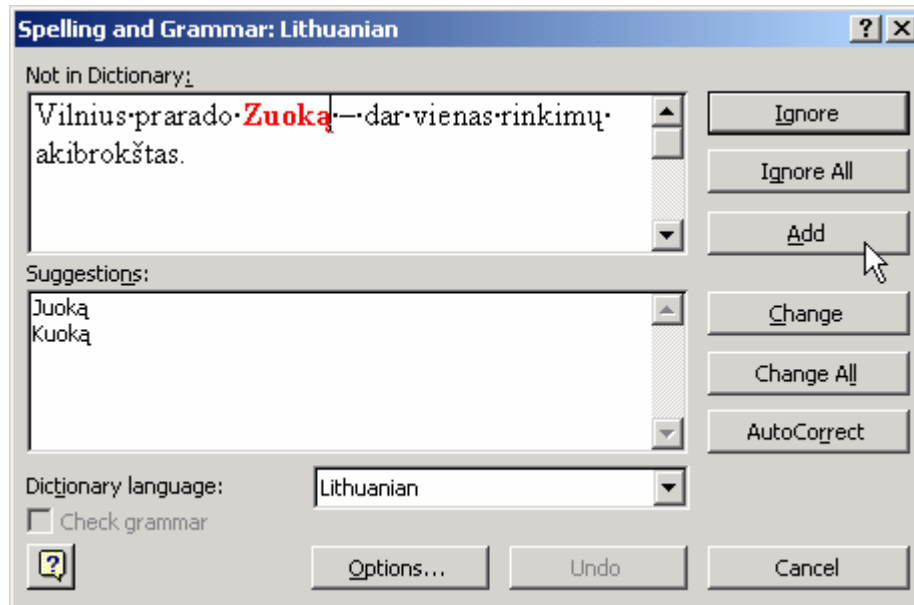 Spelling and Grammar: Lithuanian
Not in Dictionary:
Vilnius·prarado·Zuoką·–·dar·vienas·rinkimų·
akibrokštas.
Ignore
Ignore All
Add
Suggestions:
Juoką
Kuoką
Change
Change All
AutoCorrect
Dictionary language:
Lithuanian
Check grammar
Options...
Undo
Cancel